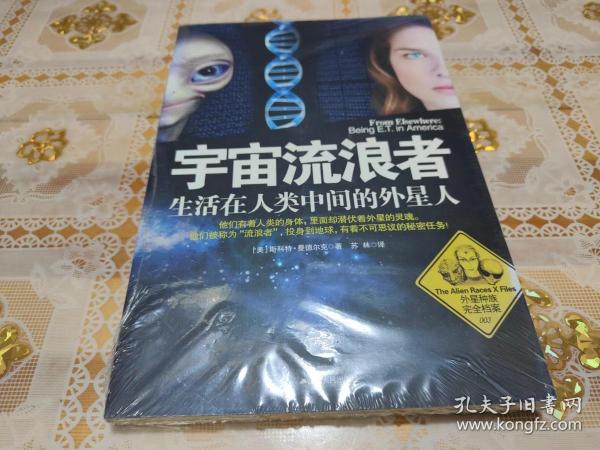 From Elsewhere:
Being E.T. in America
宇宙流浪者
生活在人类中间的外星人
他们有着人类的身体，里面却潜伏着外星的灵魂。
他们被称为“流浪者”，投身到地球，有着不可思议的秘密任务！
[美]斯科特·曼德尔克◎著 苏林◎译
The Alien Races X Files
外星种族
完全档案
003
孔夫子旧书网
kongfz.com